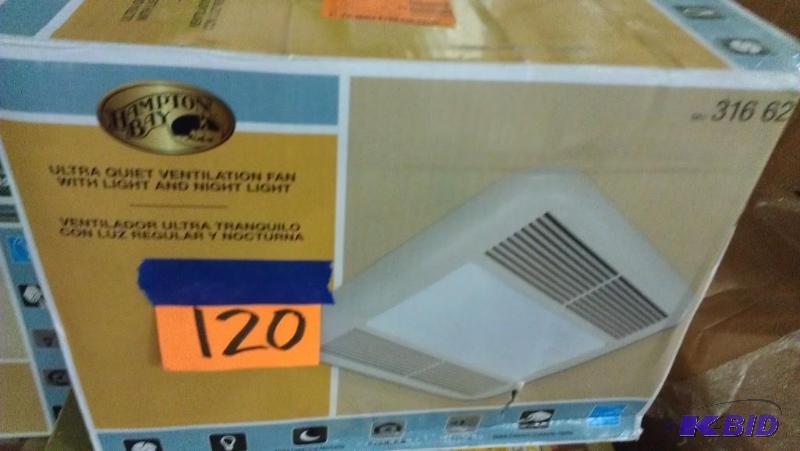 HAMPTON
BAY
316 62
ULTRA QUIET VENTILATION FAN
WITH LIGHT AND NIGHT LIGHT
VENTILADOR ULTRA TRANQUILO
CON LUZ REGULAR Y NOCTURNA
120
KBID